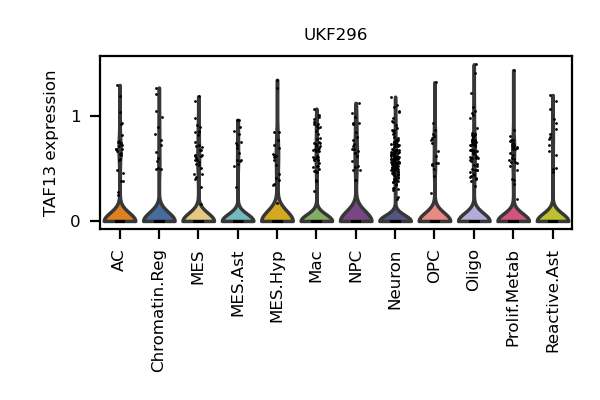 UKF296
TAF13 expression
1
0
AC
Chromatin.Reg
MES
MES.Ast
MES.Hyp
Mac
NPC
Neuron
OPC
Oligo
Prolif.Metab
Reactive.Ast